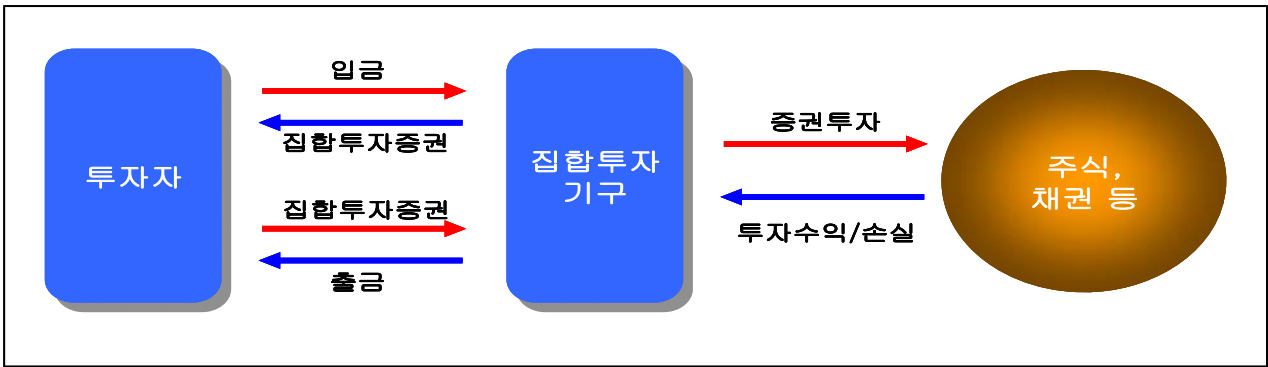 투자자
입금
집합투자증권
집합투자증권
출금
집합투자
기구
증권투자
투자수익/손실
주식,
채권 등